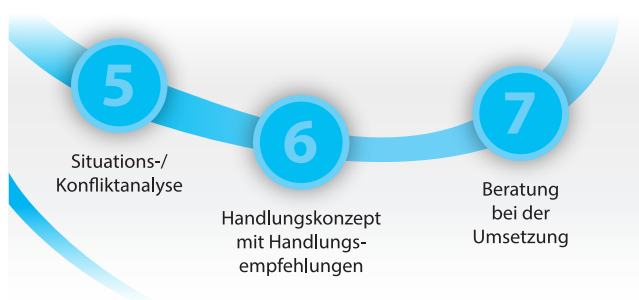 5
Situations-/
Konfliktanalyse
6
Handlungskonzept
mit Handlungs-
empfehlungen
7
Beratung
bei der
Umsetzung